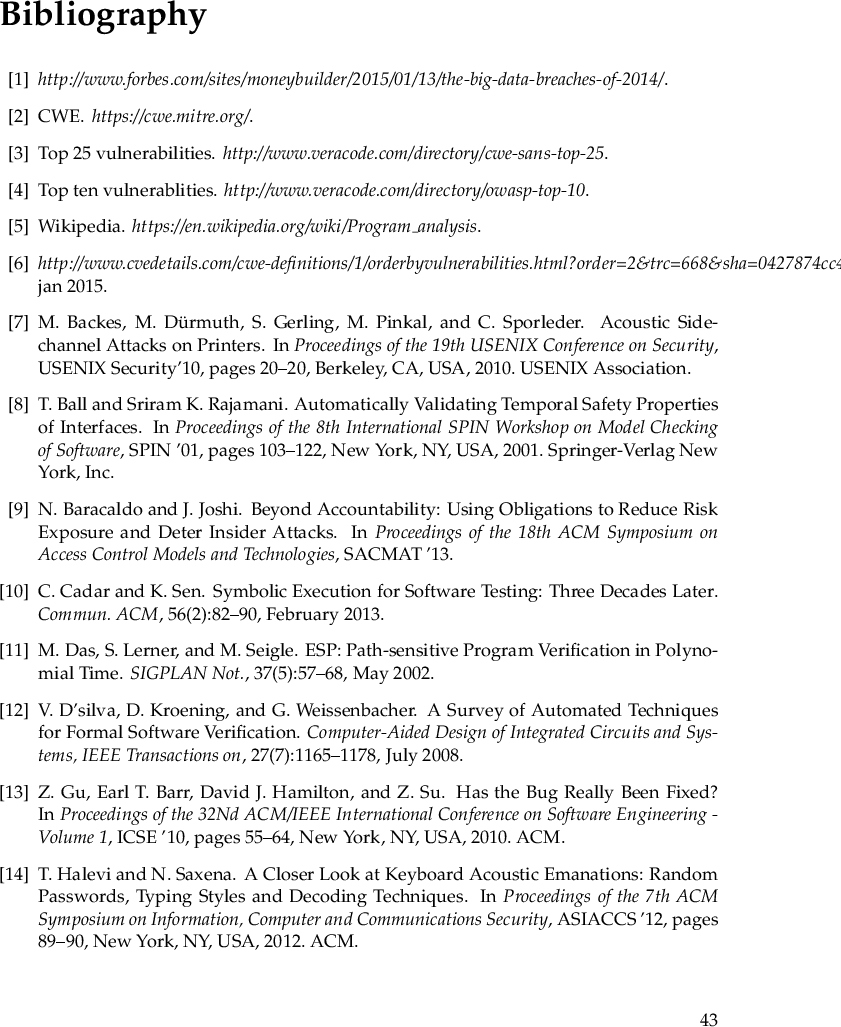 Bibliography
[1] http://www.forbes.com/sites/moneybuilder/2015/01/13/the-big-data-breaches-of-2014/.
[2] CWE. https://cwe.mitre.org/.
[3] Top 25 vulnerabilities. http://www.veracode.com/directory/cwe-sans-top-25.
[4] Top ten vulnerablities. http://www.veracode.com/directory/owasp-top-10.
[5] Wikipedia. https://en.wikipedia.org/wiki/Program_analysis.
[6] http://www.cvedetails.com/cwe-definitions/1/orderbyvulnerabilities.html?order=2&trc=668&sha=0427874cc4
jan 2015.
[7] M. Backes, M. Dürmuth, S. Gerling, M. Pinkal, and C. Sporleder. Acoustic Side-
channel Attacks on Printers. In Proceedings of the 19th USENIX Conference on Security,
USENIX Security’10, pages 20–20, Berkeley, CA, USA, 2010. USENIX Association.
[8] T. Ball and Sriram K. Rajamani. Automatically Validating Temporal Safety Properties
of Interfaces. In Proceedings of the 8th International SPIN Workshop on Model Checking
of Software, SPIN ’01, pages 103–122, New York, NY, USA, 2001. Springer-Verlag New
York, Inc.
[9] N. Baracaldo and J. Joshi. Beyond Accountability: Using Obligations to Reduce Risk
Exposure and Deter Insider Attacks. In Proceedings of the 18th ACM Symposium on
Access Control Models and Technologies, SACMAT ’13.
[10] C. Cadar and K. Sen. Symbolic Execution for Software Testing: Three Decades Later.
Commun. ACM, 56(2):82–90, February 2013.
[11] M. Das, S. Lerner, and M. Seigle. ESP: Path-sensitive Program Verification in Polyno-
mial Time. SIGPLAN Not., 37(5):57–68, May 2002.
[12] V. D’silva, D. Kroening, and G. Weissenbacher. A Survey of Automated Techniques
for Formal Software Verification. Computer-Aided Design of Integrated Circuits and Sys-
tems, IEEE Transactions on, 27(7):1165–1178, July 2008.
[13] Z. Gu, Earl T. Barr, David J. Hamilton, and Z. Su. Has the Bug Really Been Fixed?
In Proceedings of the 32Nd ACM/IEEE International Conference on Software Engineering -
Volume 1, ICSE ’10, pages 55–64, New York, NY, USA, 2010. ACM.
[14] T. Halevi and N. Saxena. A Closer Look at Keyboard Acoustic Emanations: Random
Passwords, Typing Styles and Decoding Techniques. In Proceedings of the 7th ACM
Symposium on Information, Computer and Communications Security, ASIACCS ’12, pages
89–90, New York, NY, USA, 2012. ACM.
43